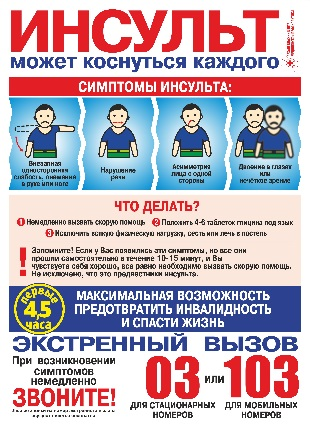 ИНСУЛЬТ
может коснуться каждого
СИМПТОМЫ ИНСУЛЬТА:
Внезапная
односторонняя
слабость, онемение
в руке или ноге
Нарушение
речи
Асимметрия
лица с одной
стороны
Двоение в глазах
или
нечёткое зрение
ЧТО ДЕЛАТЬ?
1 Немедленно вызвать скорую помощь
2 Положить 4-6 таблеток глицина под язык
3 Исключить всякую физическую нагрузку, сесть или лечь в постель
! Запомните! Если у Вас появились эти симптомы, но все они
прошли самостоятельно в течение 10-15 минут, и Вы
чувствуете себя хорошо, все равно необходимо вызвать скорую помощь.
Не исключено, что это предвестники инсульта.
первые
4,5
часа
МАКСИМАЛЬНАЯ ВОЗМОЖНОСТЬ
ПРЕДОТВРАТИТЬ ИНВАЛИДНОСТЬ
И СПАСТИ ЖИЗНЬ
ЭКСТРЕННЫЙ ВЫЗОВ
При возникновении
симптомов
немедленно
ЗВОНИТЕ!
03 или 103
ДЛЯ СТАЦИОНАРНЫХ
НОМЕРОВ
ДЛЯ МОБИЛЬНЫХ
НОМЕРОВ